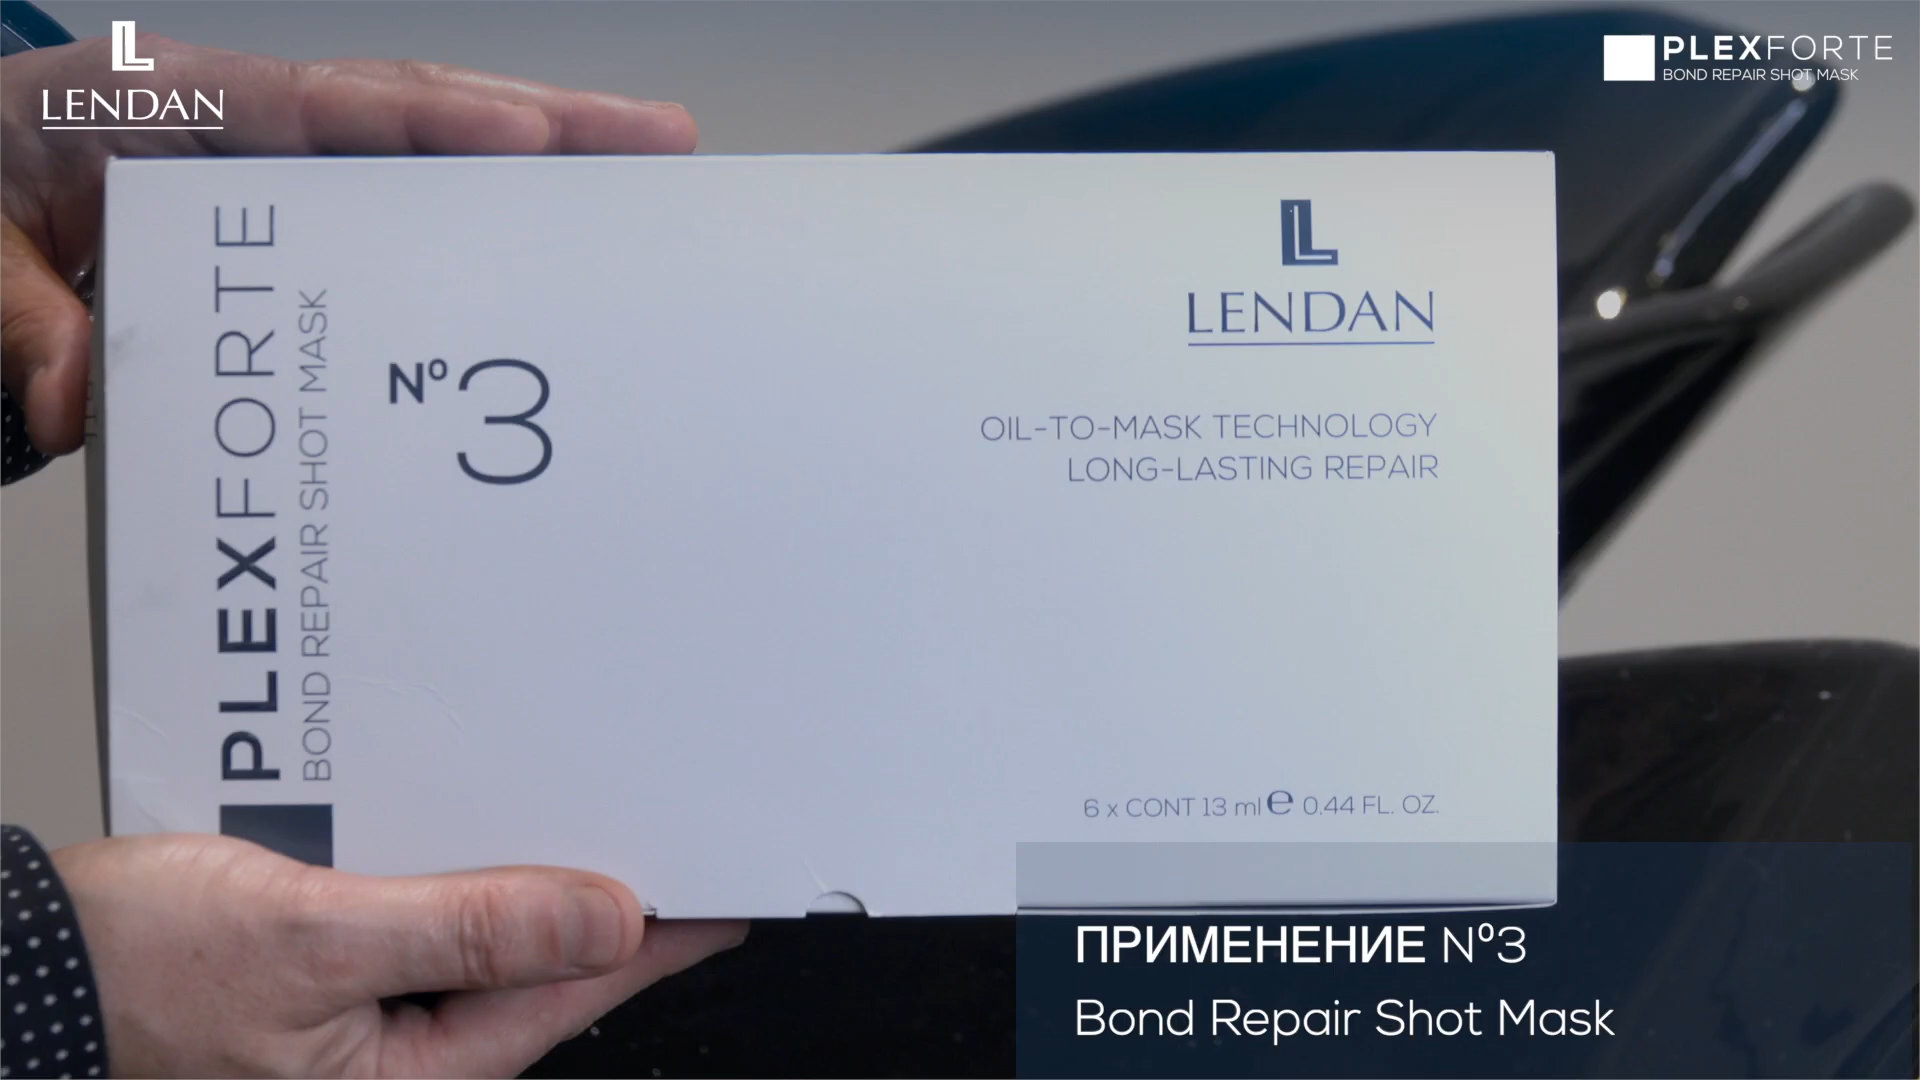 LENDAN
PLEXFORTE
BOND REPAIR SHOT MASK
PLEXFORTE
BOND REPAIR SHOT MASK
Nº3
LENDAN
OIL-TO-MASK TECHNOLOGY
LONG-LASTING REPAIR
6 x CONT 13 ml e 0.44 FL. OZ.
ПРИМЕНЕНИЕ Nº3
Bond Repair Shot Mask